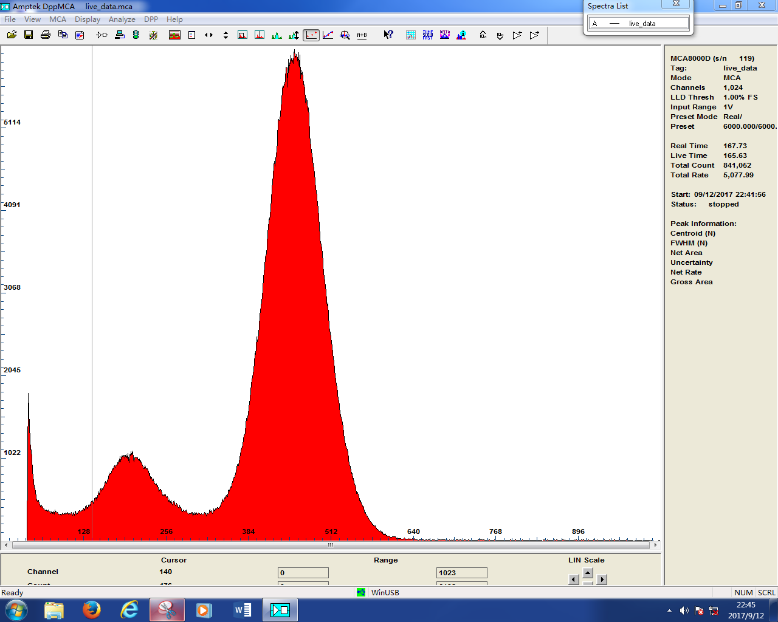 Amptek DppMCA live_data.mca
File View MCA Display Analyze DPP Help
Spectra List
A live_data
6114
4091
3068
2046
1022
128 256 384 512 640 768 896
MCA8000D (s/n 119)
Tag: live_data
Mode MCA
Channels 1,024
LLD Thresh 1.00% FS
Input Range 1V
Preset Mode Real/
Preset 6000.000/6000.
Real Time 167.73
Live Time 165.63
Total Count 841,052
Total Rate 5,077.99
Start: 09/12/2017 22:41:56
Status: stopped
Peak Information:
Centroid (N)
FWHM (N)
Net Area
Uncertainty
Net Rate
Gross Area
Cursor Range LIN Scale
Channel 140 0 1023
Ready WinUSB NUM SCRL
22:45
2017/9/12